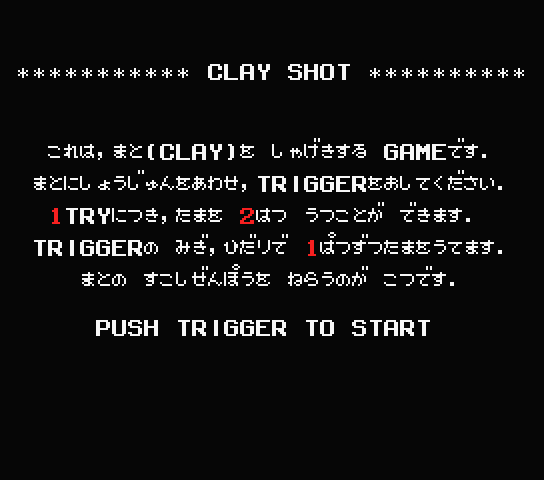 *********** CLAY SHOT **********
これは,まと(CLAY)を しゃげきする GAMEです.
まとにしょうじゅんをあわせ,TRIGGERをおしてください.
1TRYにつき,たまを 2はつ うつことが できます.
TRIGGERの みぎ,ひだりで 1ぱつずつたまをうてます.
まとの すこしぜんぽうを ねらうのが こつです.
PUSH TRIGGER TO START